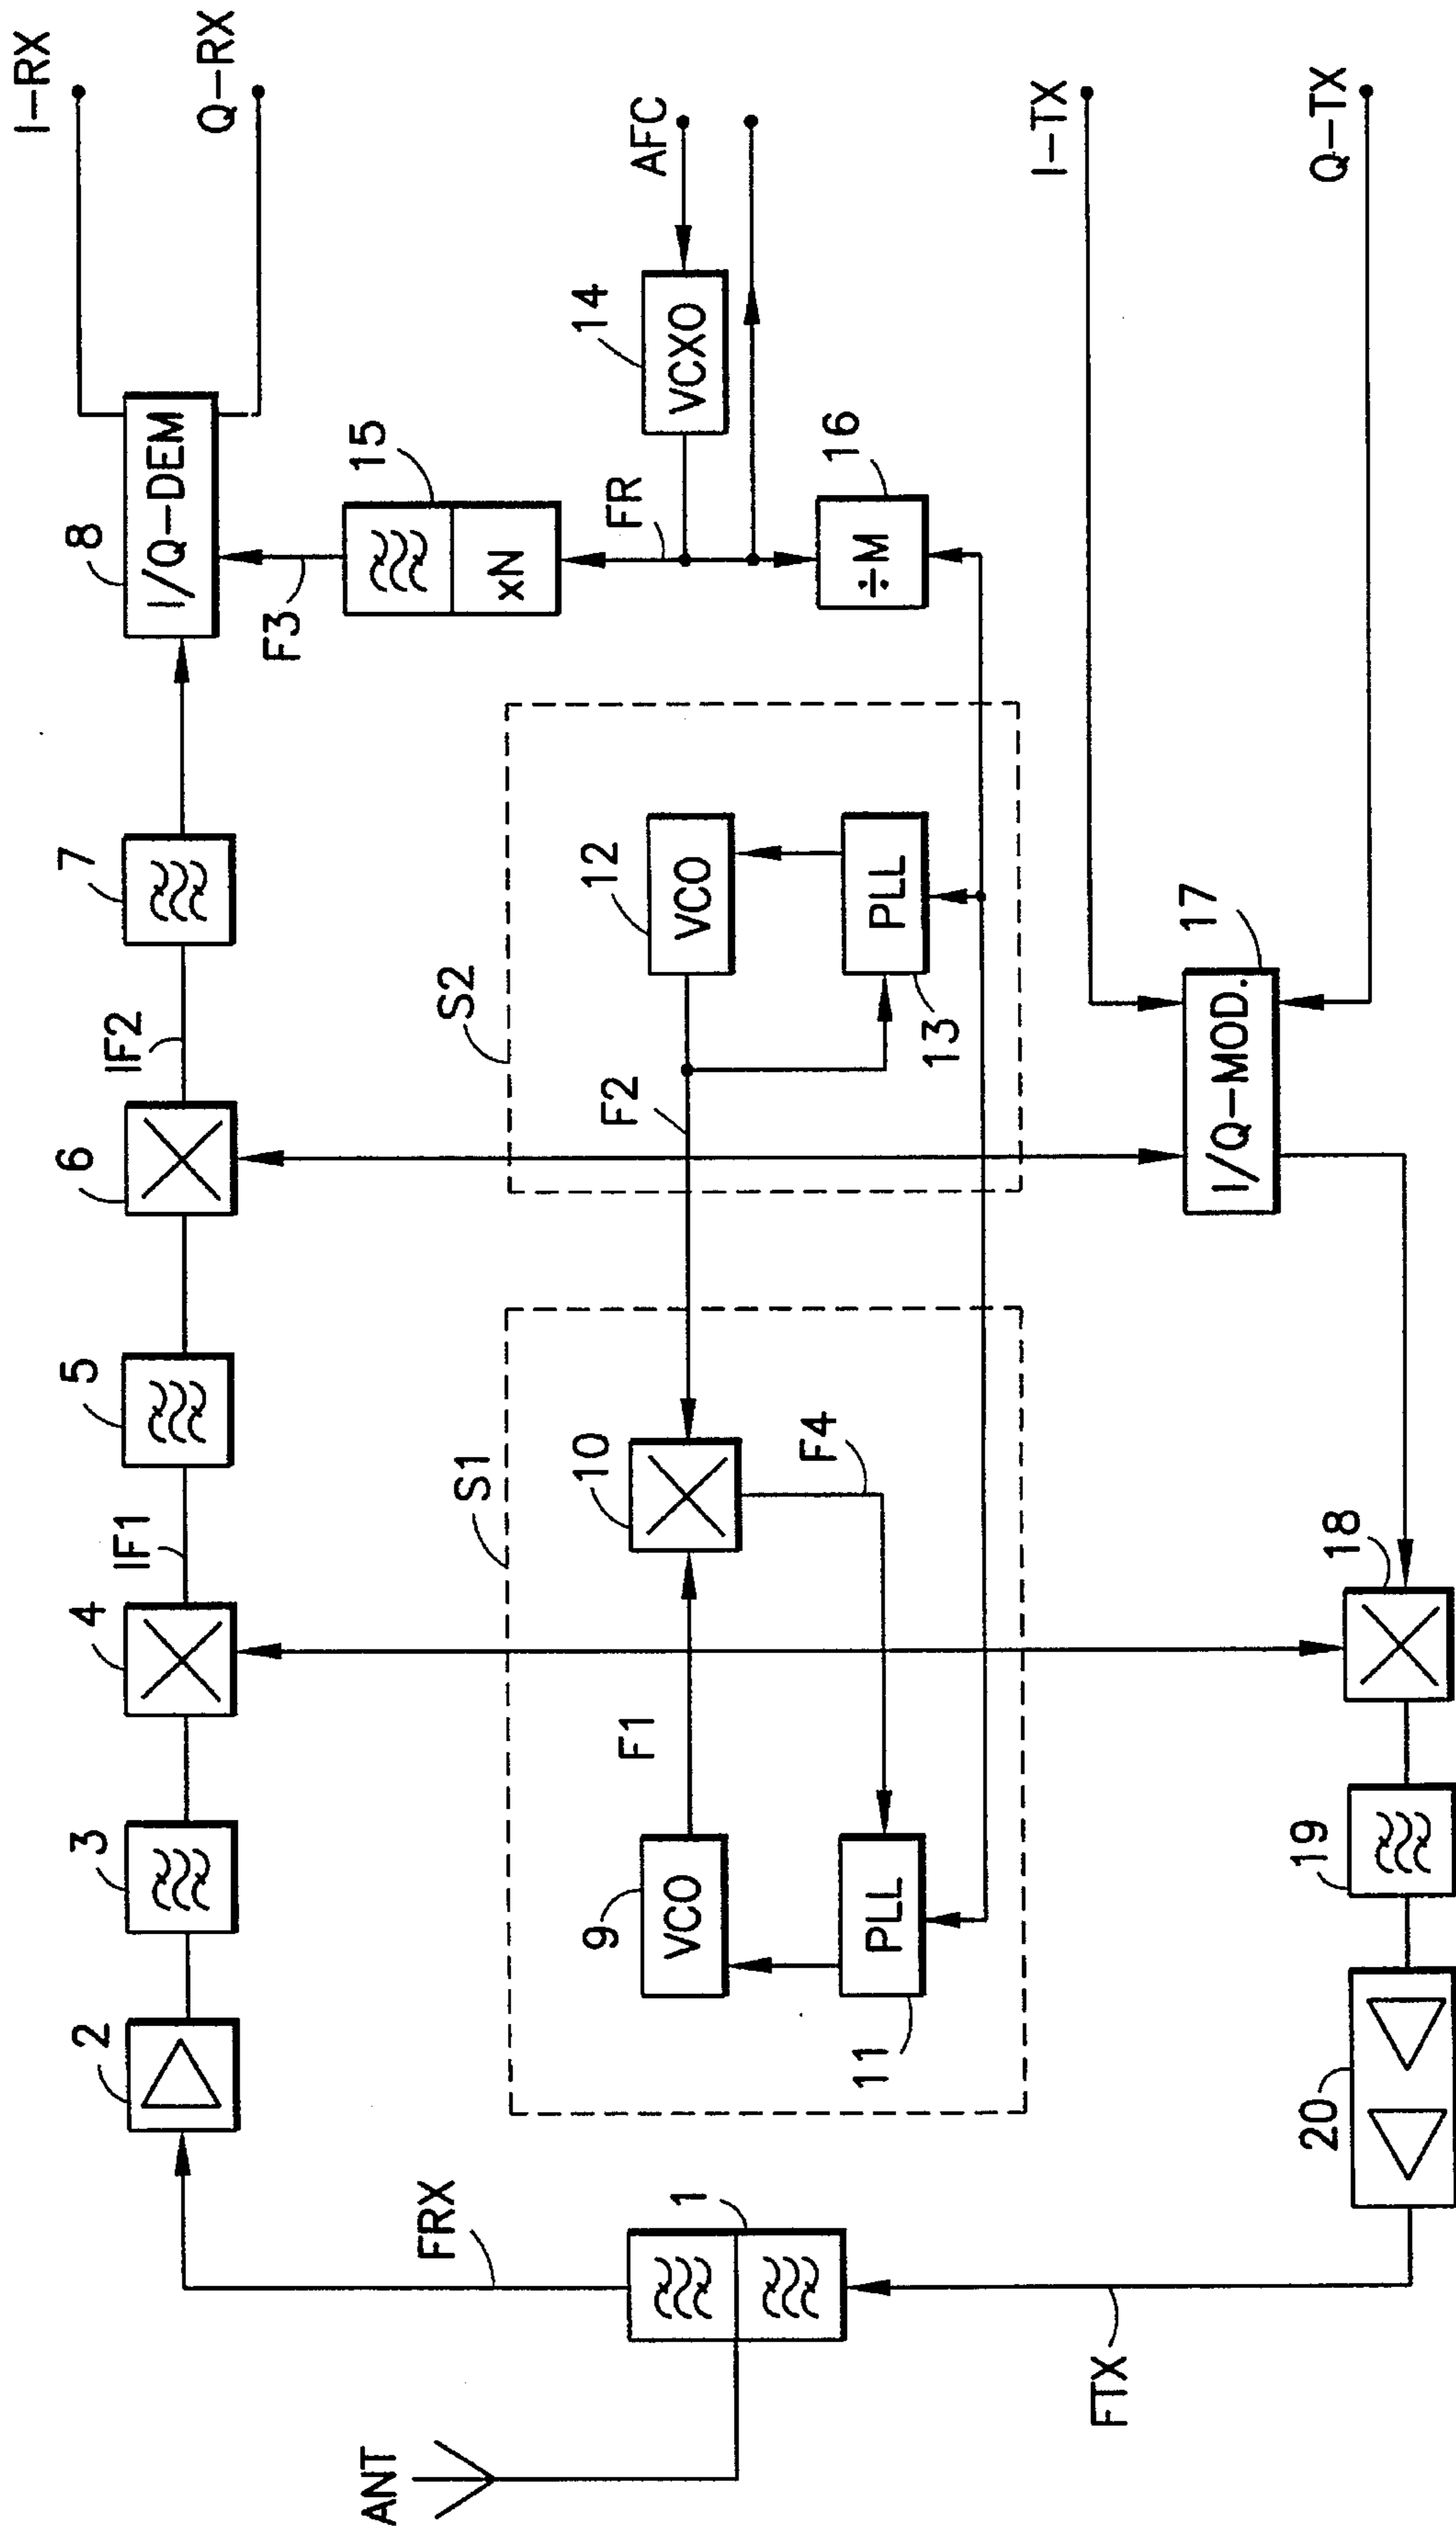 I-RX
Q-RX
8
I/Q-DEM
7
IF2
6
5
IF1
4
3
2
F3
15
xN
FR
14
VCXO
AFC
16
÷M
S2
12
VCO
PLL
13
F2
S1
10
F4
F1
9
VCO
PLL
11
I-TX
Q-TX
17
I/Q-MOD.
18
19
20
FRX
1
FTX
ANT